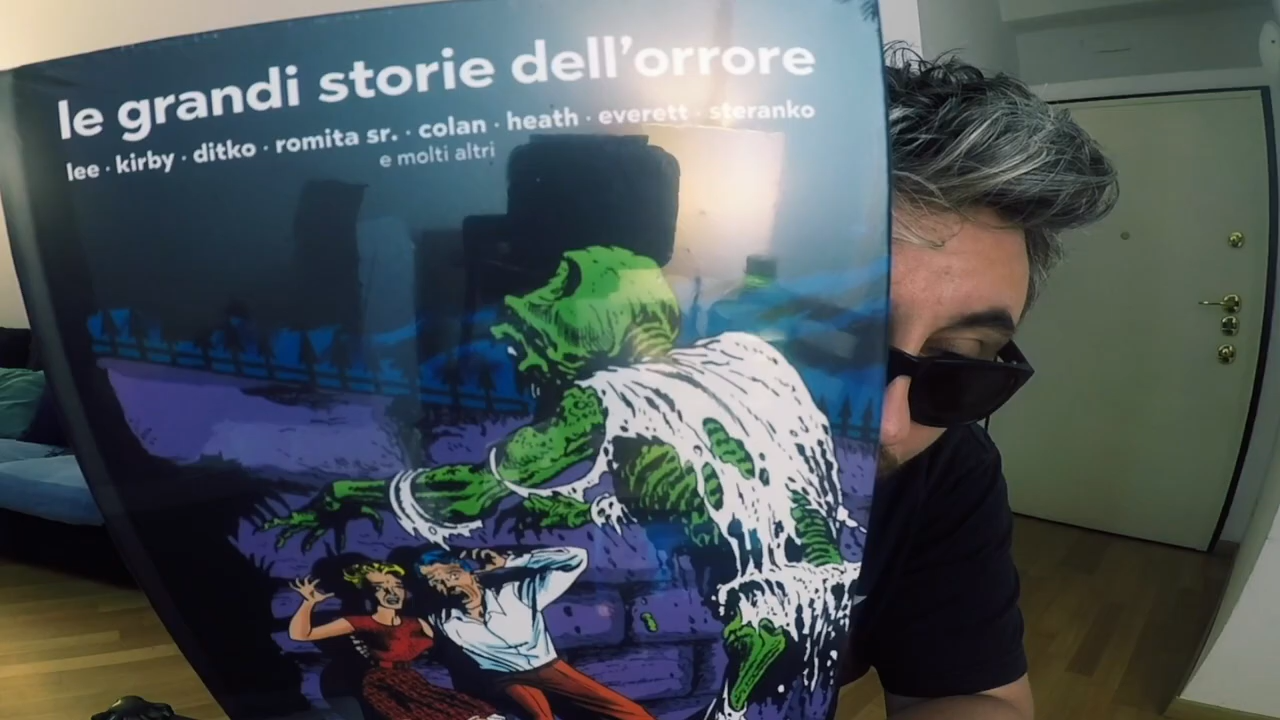 le grandi storie dell'orrore
lee · kirby · ditko · romita sr. · colan · heath · everett · steranko
e molti altri